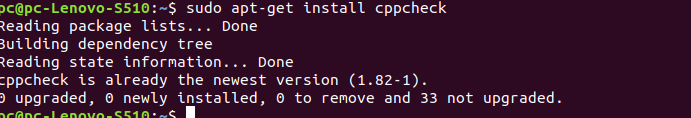 pc@pc-Lenovo-S510:~$ sudo apt-get install cppcheck
Reading package lists... Done
Building dependency tree
Reading state information... Done
cppcheck is already the newest version (1.82-1).
0 upgraded, 0 newly installed, 0 to remove and 33 not upgraded.
pc@pc-Lenovo-S510:~$